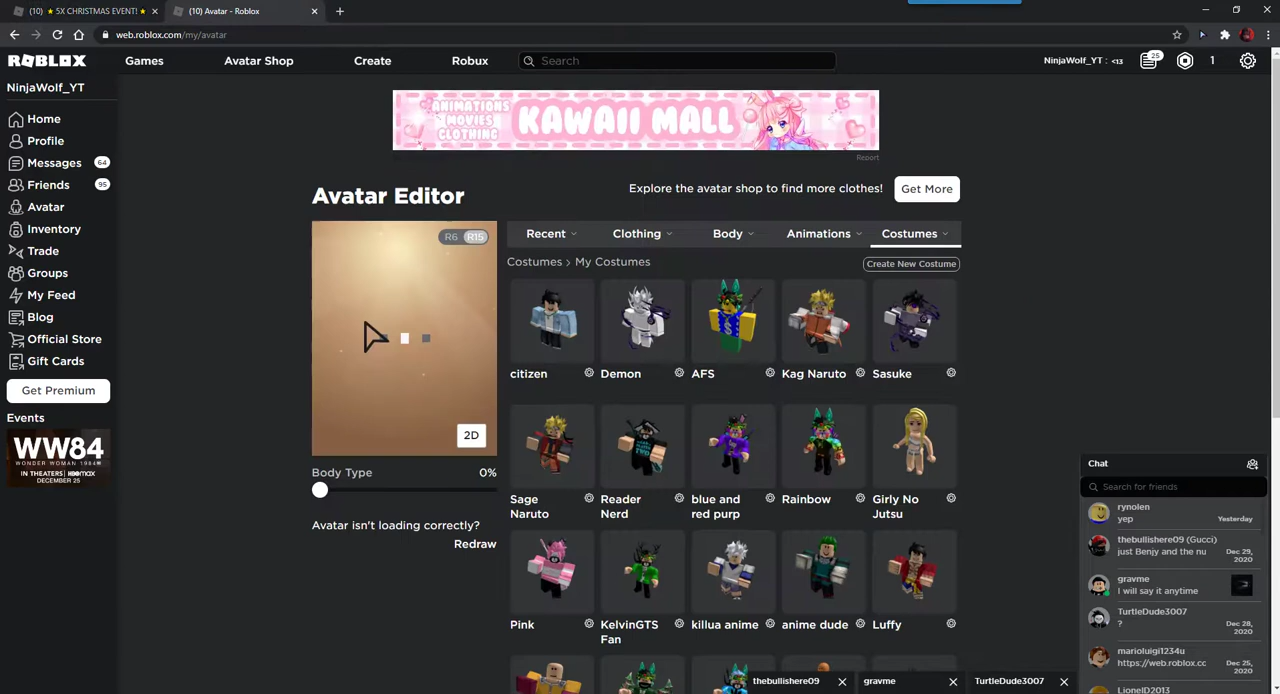 (10) ★ 5X CHRISTMAS EVENT! ★
(10) Avatar - Roblox
web.roblox.com/my/avatar
ROBLOX
Games
Avatar Shop
Create
Robux
Search
NinjaWolf_YT : <13
25
1
NinjaWolf_YT
Home
Profile
Messages 64
Friends 95
Avatar
Inventory
Trade
Groups
My Feed
Blog
Official Store
Gift Cards
Get Premium
Events
WW84
WONDER WOMAN 1984
IN THEATERS | HBOmax
DECEMBER 25
ANIMATIONS
MOVIES
CLOTHING
KAWAII MALL
Report
Avatar Editor
Explore the avatar shop to find more clothes!
Get More
R6 R15
2D
Body Type 0%
Avatar isn't loading correctly?
Redraw
Recent
Clothing
Body
Animations
Costumes
Costumes > My Costumes
Create New Costume
citizen
Demon
AFS
Kag Naruto
Sasuke
Sage
Naruto
Reader
Nerd
blue and
red purp
Rainbow
Girly No
Jutsu
Pink
KelvinGTS
Fan
killua anime
anime dude
Luffy
Chat
Search for friends
rynolen
yep Yesterday
thebullishere09 (Gucci)
just Benjy and the nu Dec 29,
2020
gravme
I will say it anytime
TurtleDude3007
? Dec 28,
2020
marioluigi1234u
https://web.roblox.cc Dec 25,
2020
LionelD2013
thebullishere09
gravme
TurtleDude3007